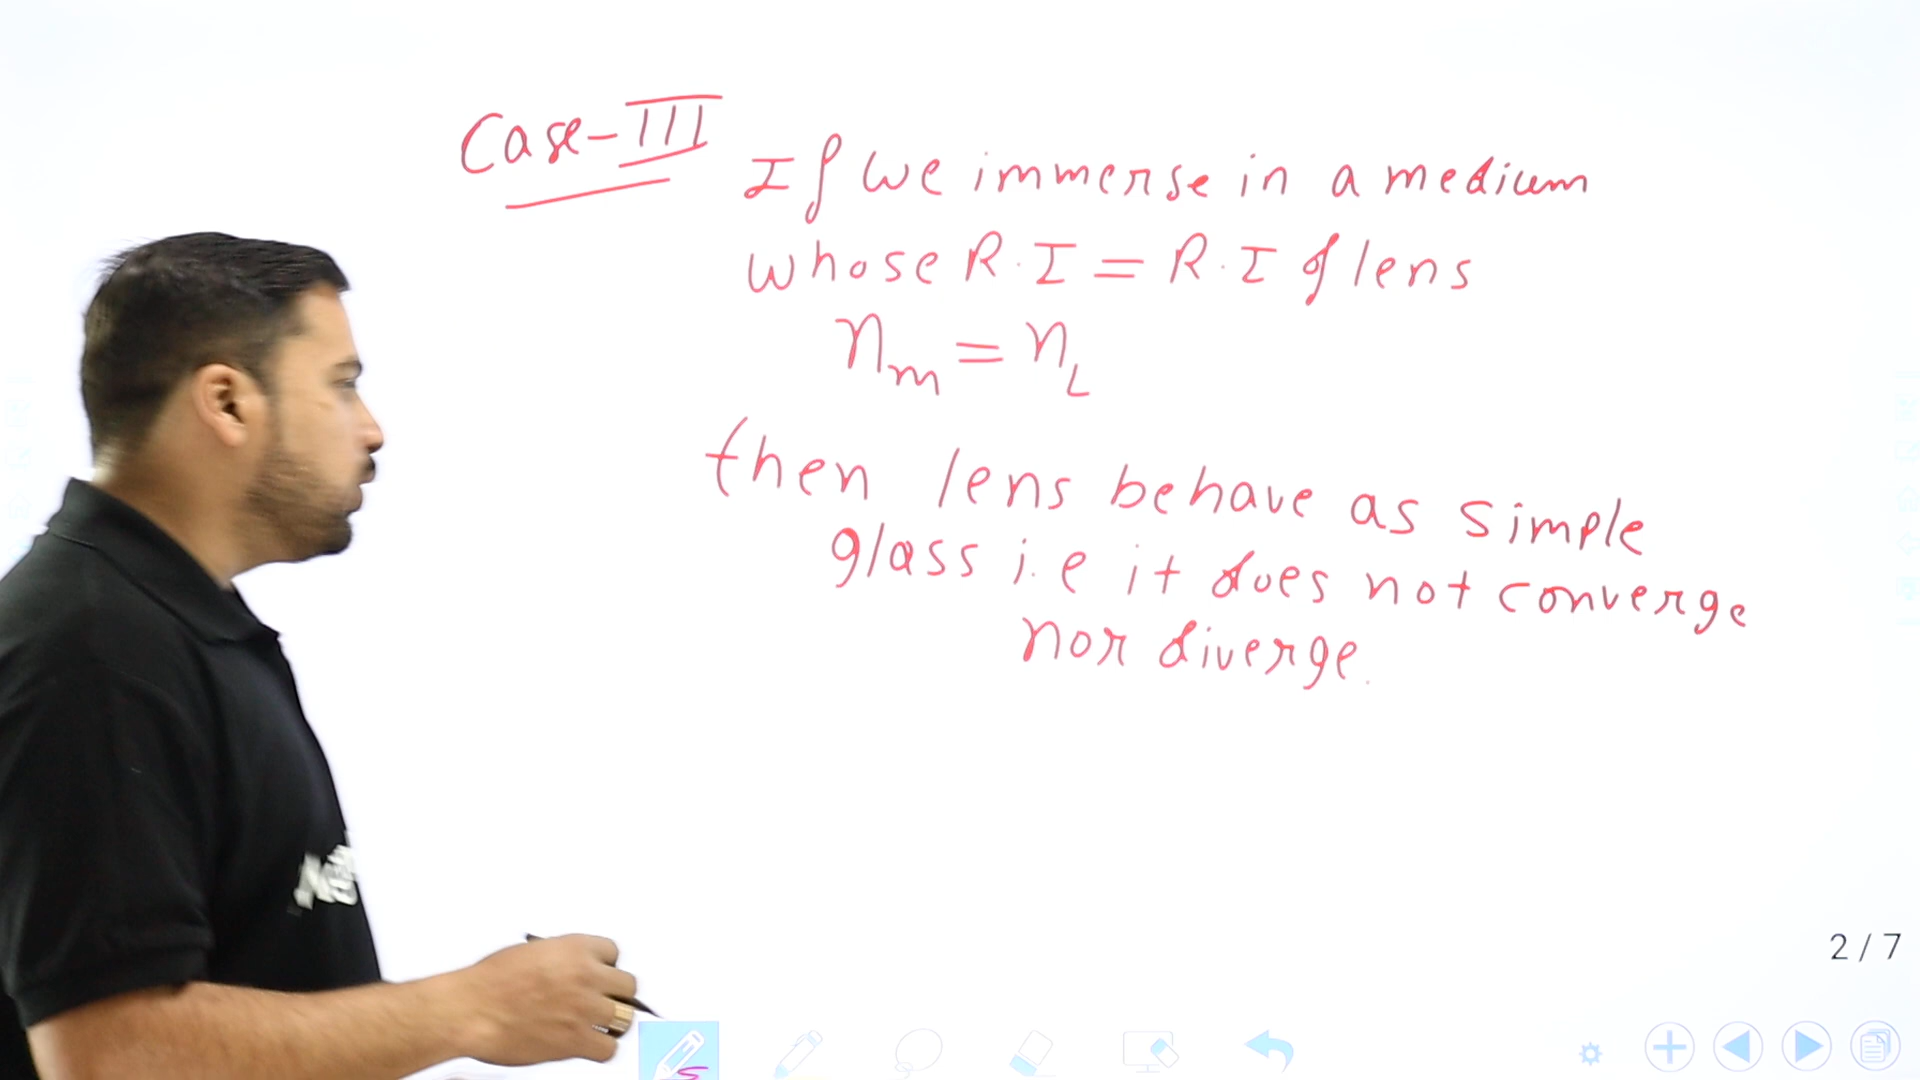 Case-III
If we immerse in a medium
whose R.I = R.I of lens
nm = nL
then lens behave as simple
glass i.e it does not converge
nor diverge.
2 / 7